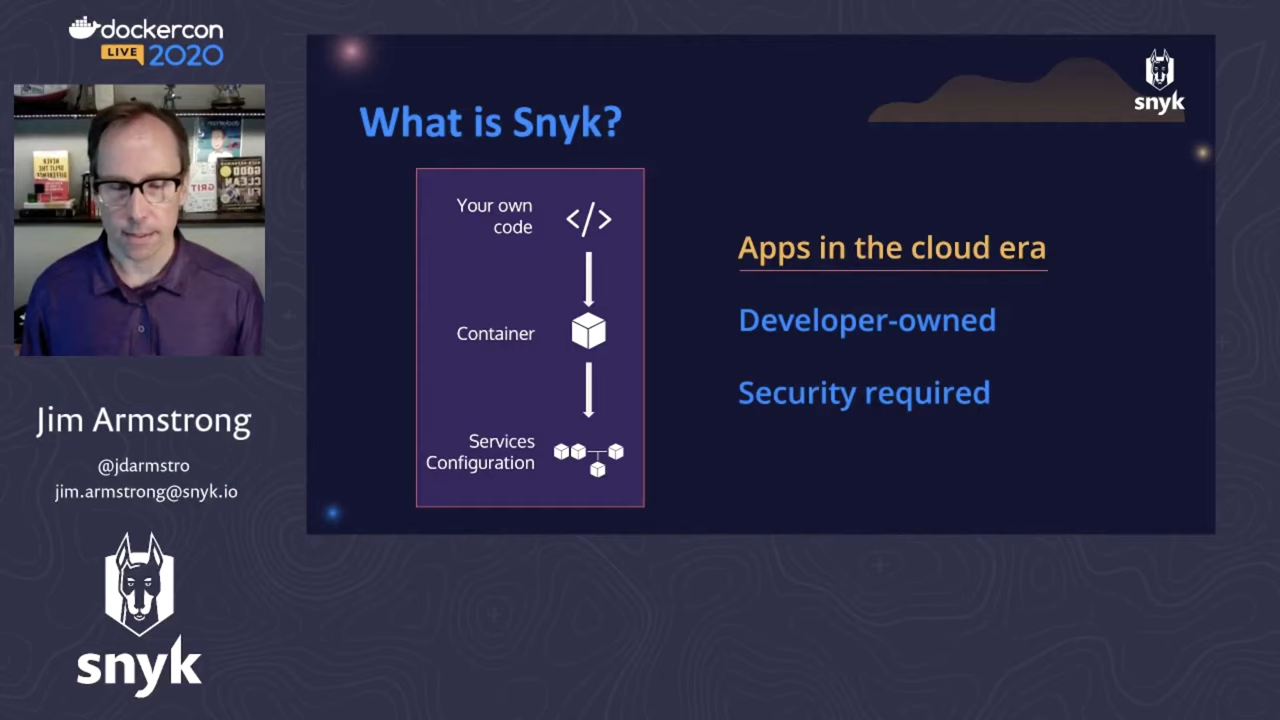 dockercon
LIVE 2020
GRIT
Jim Armstrong
@jdarmstro
jim.armstrong@snyk.io
snyk
What is Snyk?
snyk
Your own
code
Container
Services
Configuration
Apps in the cloud era
Developer-owned
Security required